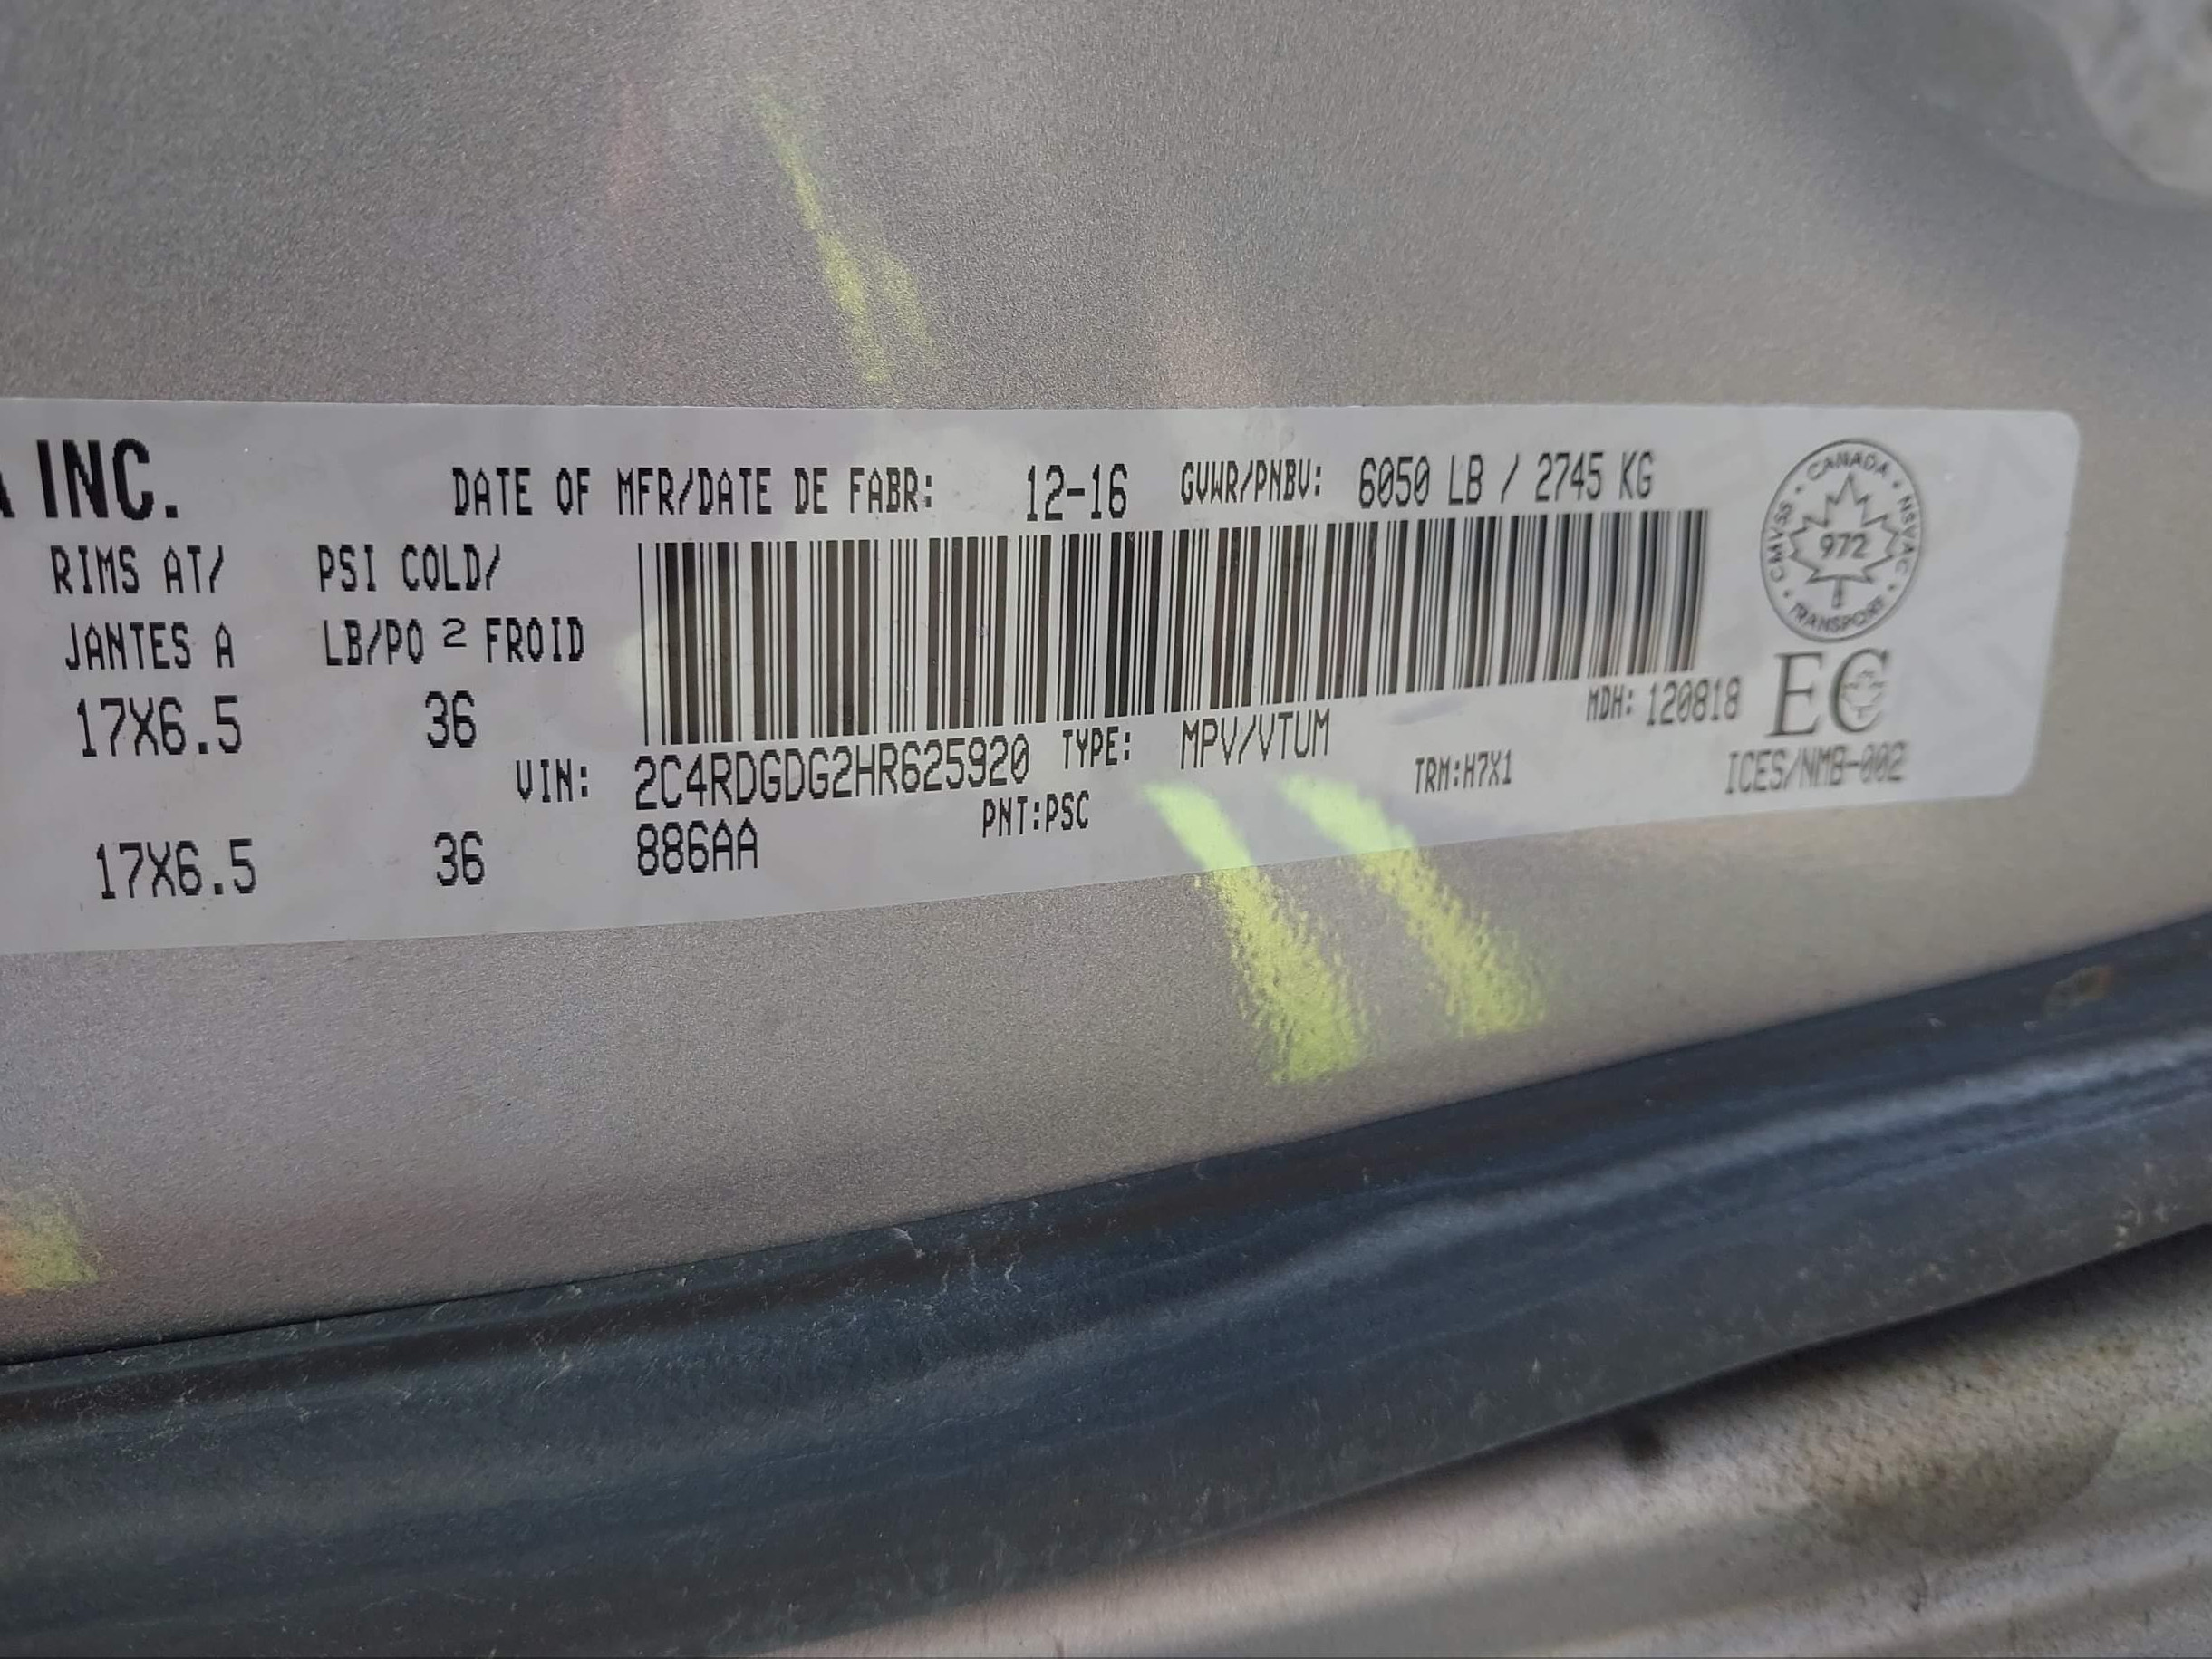 INC.
DATE OF MFR/DATE DE FABR: 12-16 GVWR/PNBV: 6050 LB / 2745 KG
RIMS AT/ PSI COLD/
JANTES A LB/PO 2 FROID
17X6.5 36
CMVSS • CANADA • NSVAC • TRANSPORT •
972
MDH: 120818
EC
VIN: 2C4RDGDG2HR625920 TYPE: MPV/VTUM
TRM:H7X1 ICES/NMB-002
17X6.5 36 886AA PNT:PSC